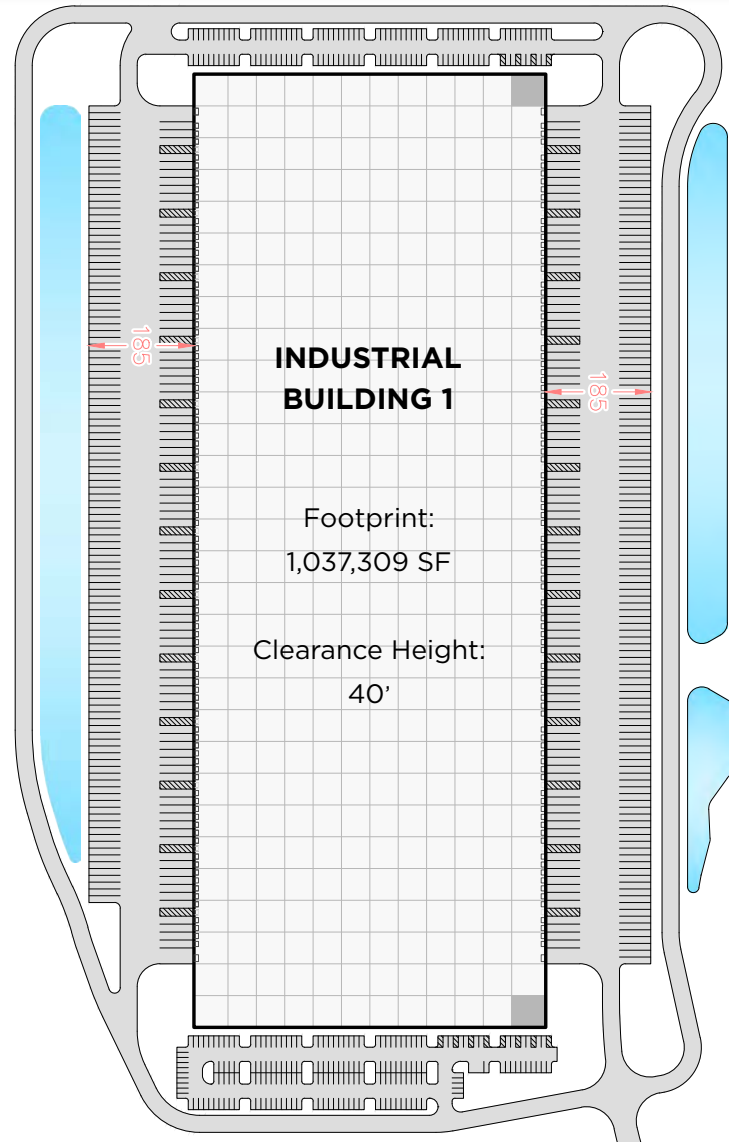 INDUSTRIAL
BUILDING 1
185
185
Footprint:
1,037,309 SF
Clearance Height:
40’